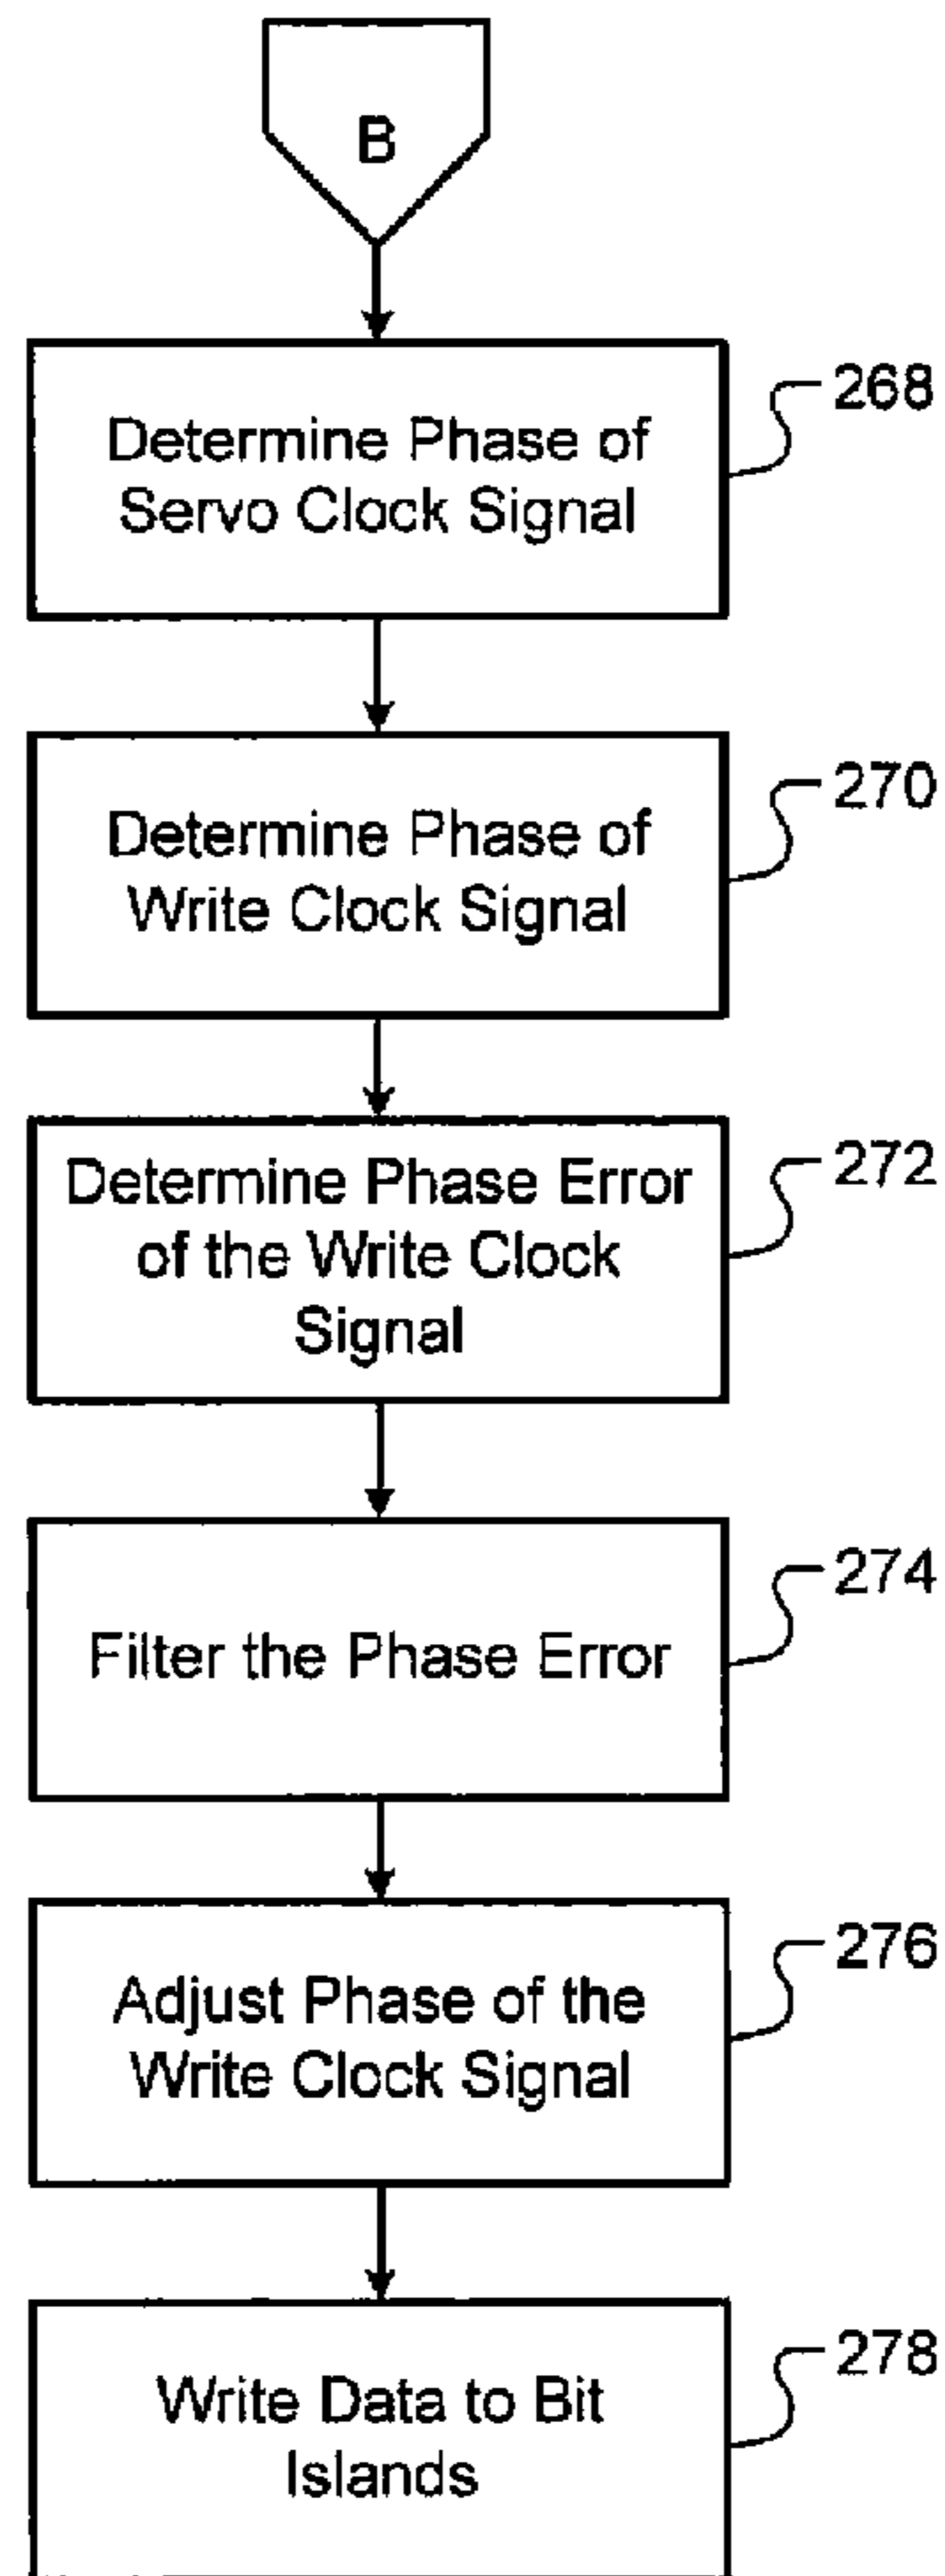 B
268
Determine Phase of
Servo Clock Signal
270
Determine Phase of
Write Clock Signal
272
Determine Phase Error
of the Write Clock
Signal
274
Filter the Phase Error
276
Adjust Phase of the
Write Clock Signal
278
Write Data to Bit
Islands